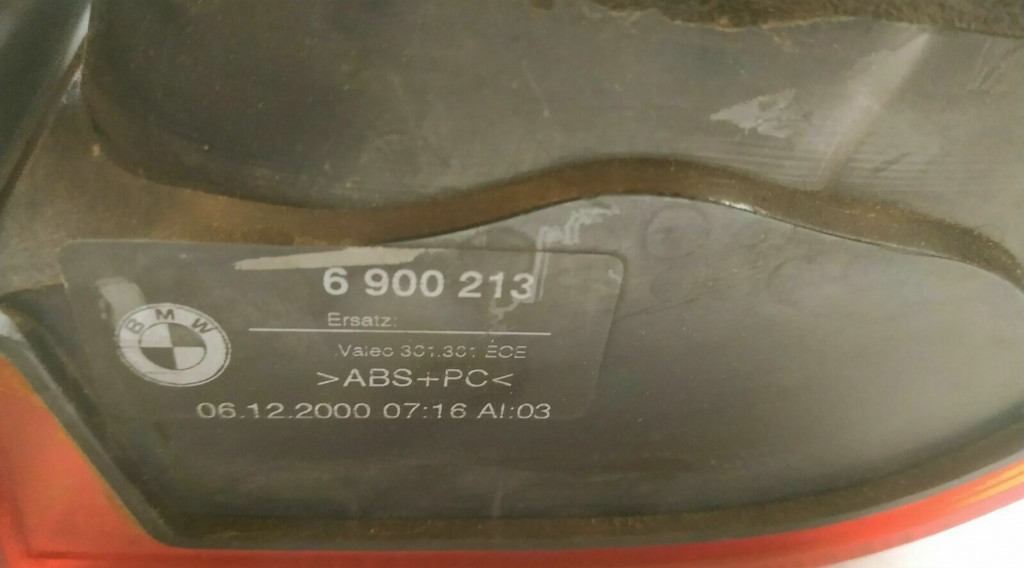 6 900 213
BMW
Ersatz:
Valeo 301.301 ECE
>ABS+PC<
06.12.2000 07:16 AI:03